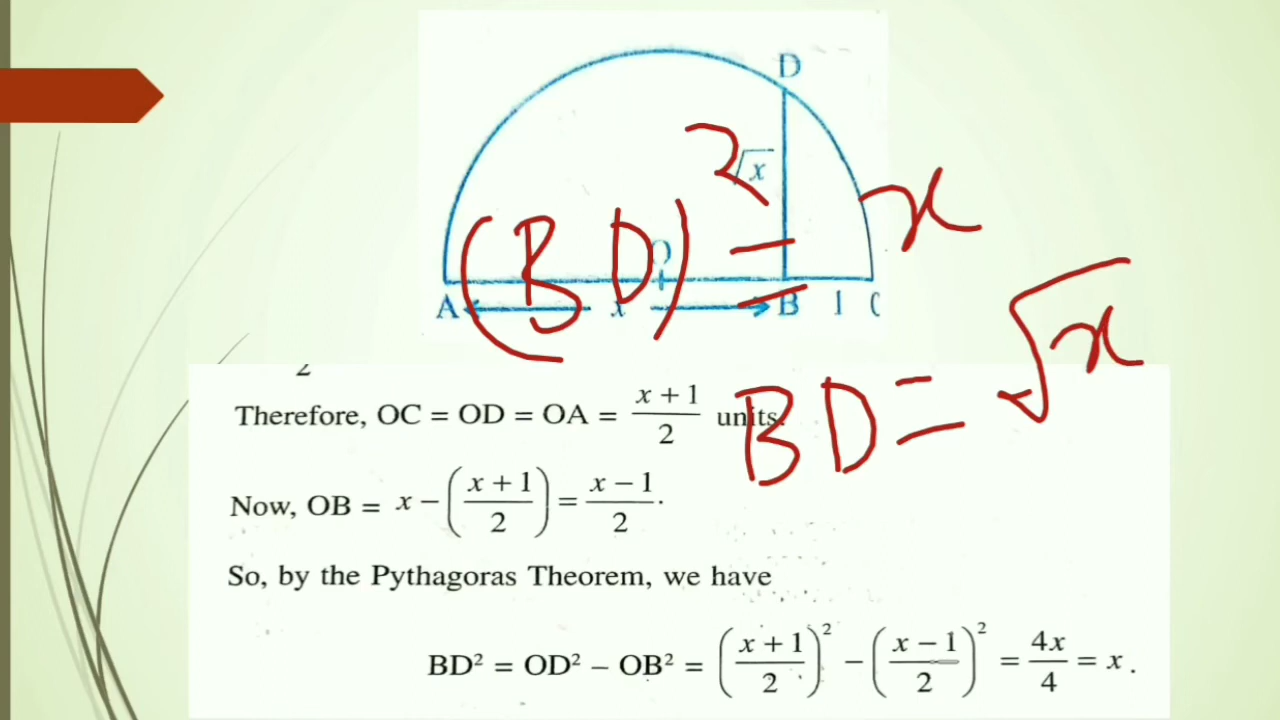 D
√x
(BD)² = x
O
A x B 1 C
BD = √x
2
Therefore, OC = OD = OA = (x + 1)/2 units.
Now, OB = x − ((x + 1)/2) = (x − 1)/2.
So, by the Pythagoras Theorem, we have
BD² = OD² − OB² = ((x + 1)/2)² − ((x − 1)/2)² = 4x/4 = x.